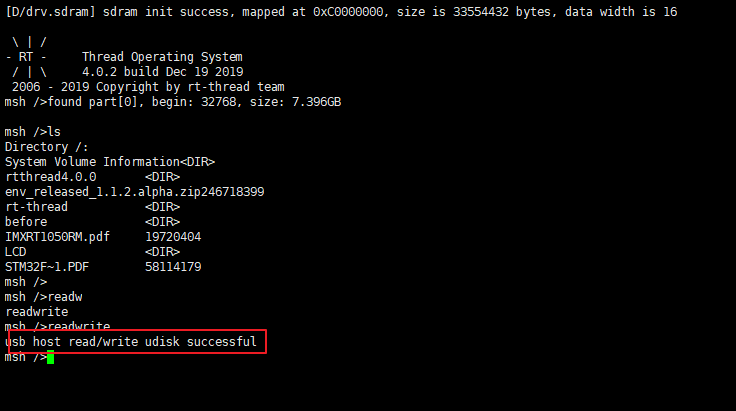 [D/drv.sdram] sdram init success, mapped at 0xC0000000, size is 33554432 bytes, data width is 16
 \ | /
- RT -     Thread Operating System
 / | \     4.0.2 build Dec 19 2019
 2006 - 2019 Copyright by rt-thread team
msh />found part[0], begin: 32768, size: 7.396GB
msh />ls
Directory /:
System Volume Information<DIR>
rtthread4.0.0       <DIR>
env_released_1.1.2.alpha.zip246718399
rt-thread           <DIR>
before              <DIR>
IMXRT1050RM.pdf     19720404
LCD                 <DIR>
STM32F~1.PDF        58114179
msh />
msh />readw
readwrite
msh />readwrite
usb host read/write udisk successful
msh />